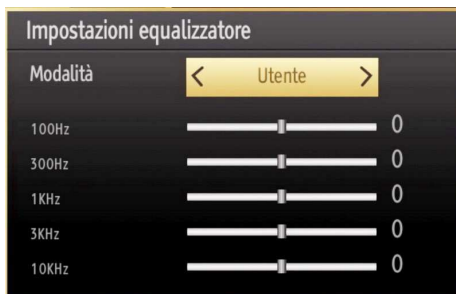 Impostazioni equalizzatore
Modalità < Utente >
100Hz 0
300Hz 0
1KHz 0
3KHz 0
10KHz 0